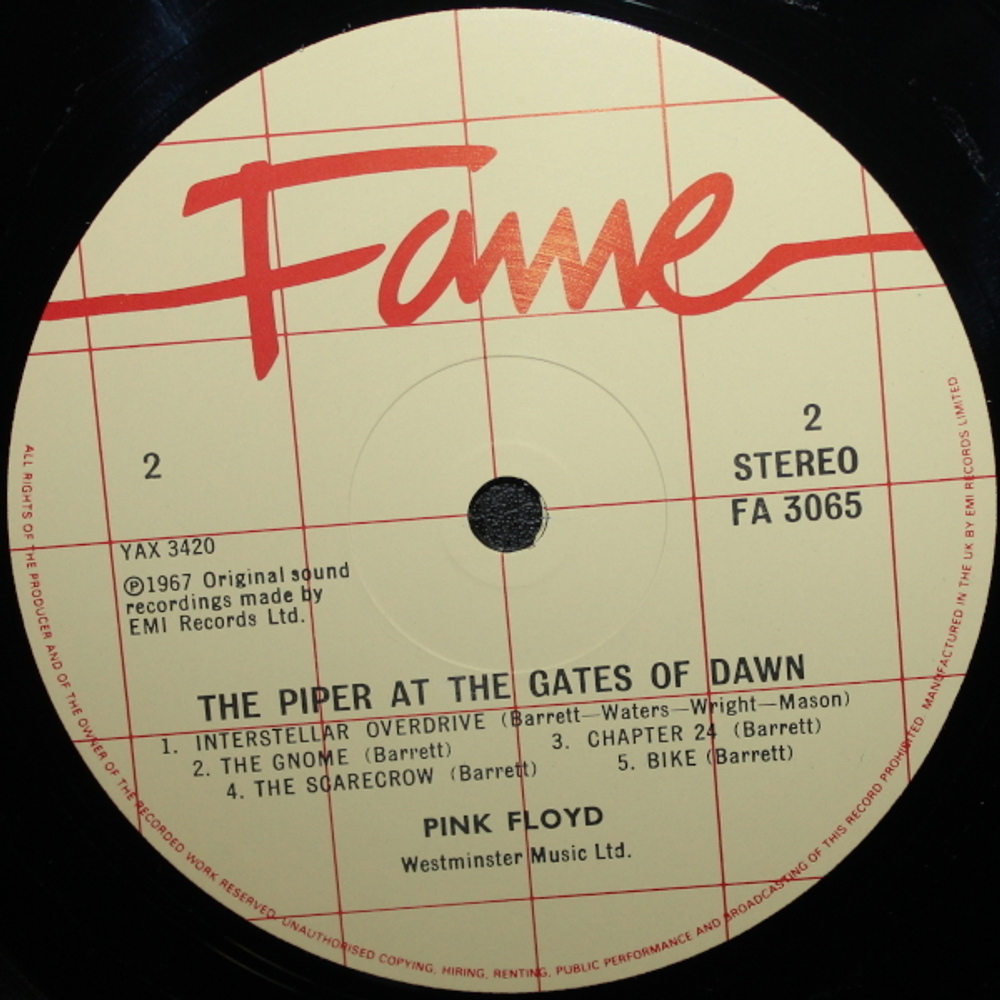 Fame
2
2
STEREO
FA 3065
YAX 3420
Ⓟ1967 Original sound
recordings made by
EMI Records Ltd.
THE PIPER AT THE GATES OF DAWN
1. INTERSTELLAR OVERDRIVE (Barrett—Waters—Wright—Mason)
2. THE GNOME (Barrett) 3. CHAPTER 24 (Barrett)
4. THE SCARECROW (Barrett) 5. BIKE (Barrett)
PINK FLOYD
Westminster Music Ltd.
ALL RIGHTS OF THE PRODUCER AND OF THE OWNER OF THE RECORDED WORK RESERVED. UNAUTHORISED COPYING, HIRING, RENTING, PUBLIC PERFORMANCE AND BROADCASTING OF THIS RECORD PROHIBITED. MANUFACTURED IN THE UK BY EMI RECORDS LIMITED